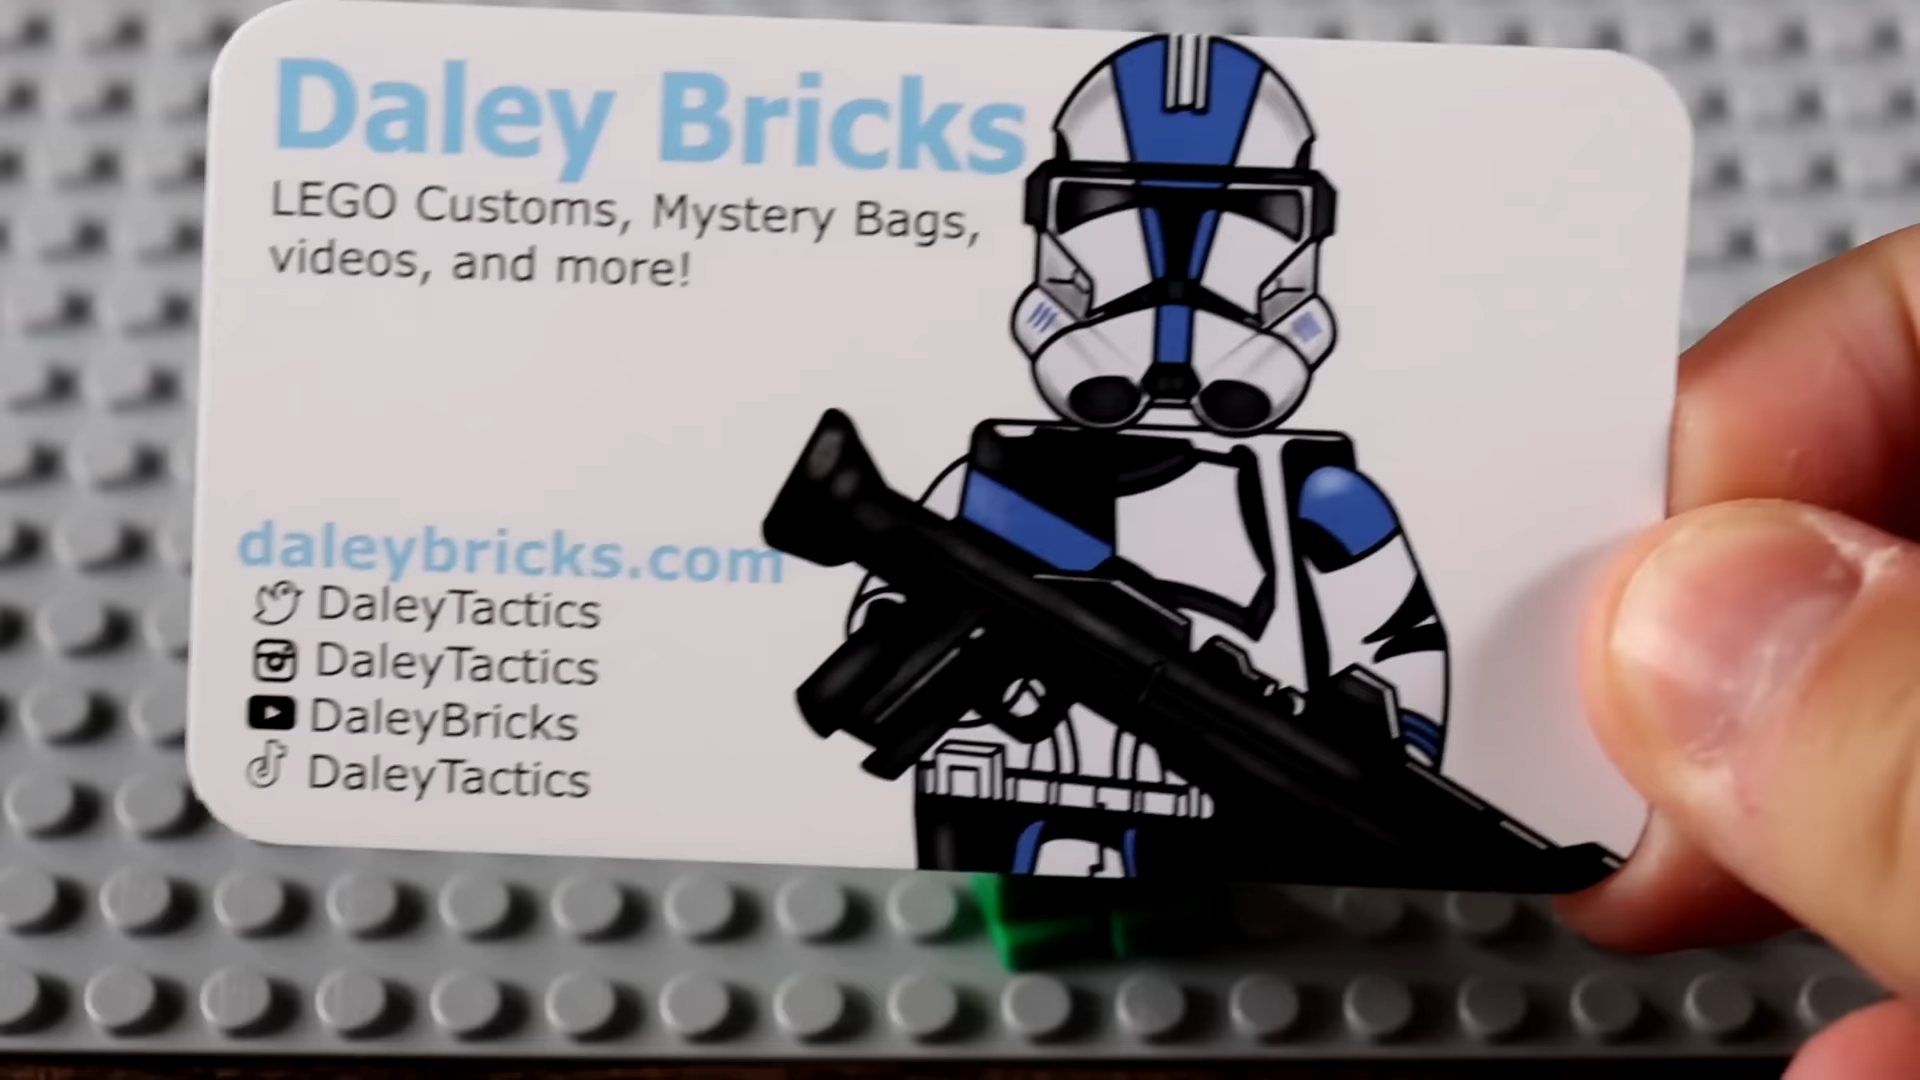 Daley Bricks
LEGO Customs, Mystery Bags,
videos, and more!
daleybricks.com
DaleyTactics
DaleyTactics
DaleyBricks
DaleyTactics